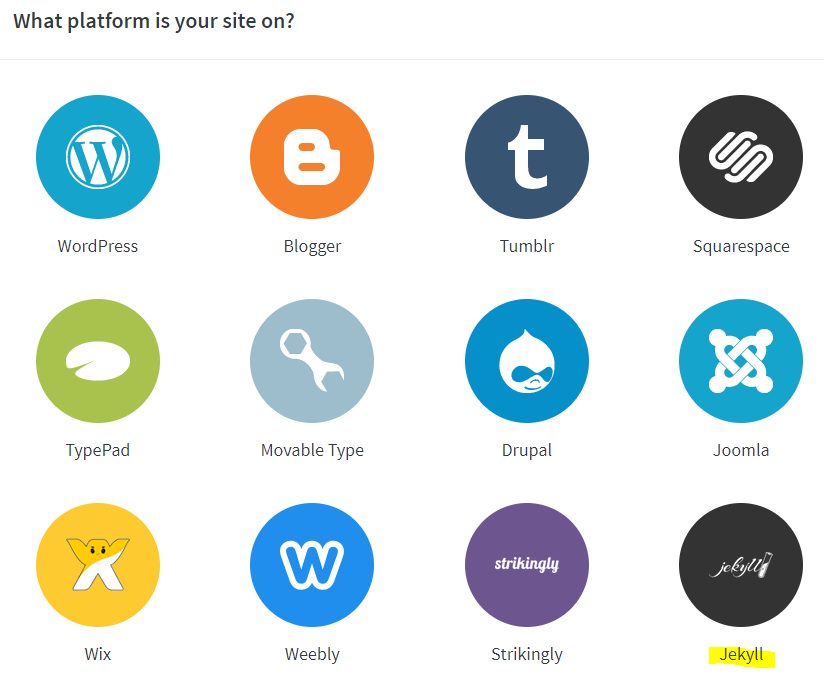 What platform is your site on?
WordPress
Blogger
Tumblr
Squarespace
TypePad
Movable Type
Drupal
Joomla
strikingly
jekyll
Wix
Weebly
Strikingly
Jekyll